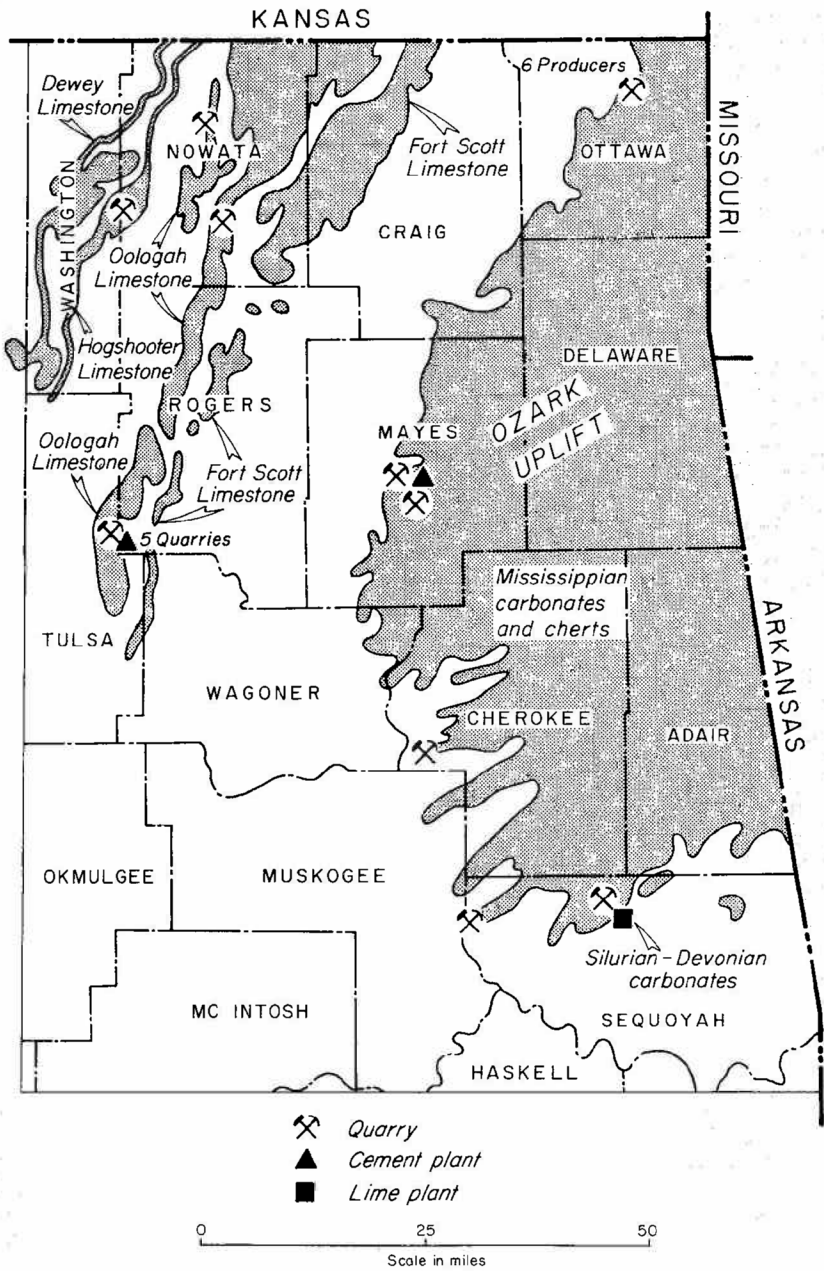 KANSAS
Dewey
Limestone
6 Producers
NOWATA
Fort Scott
Limestone
OTTAWA
MISSOURI
WASHINGTON
CRAIG
Oologah
Limestone
Hogshooter
Limestone
DELAWARE
ROGERS
MAYES
OZARK
UPLIFT
Oologah
Limestone
Fort Scott
Limestone
5 Quarries
Mississippian
carbonates
and cherts
ARKANSAS
TULSA
WAGONER
CHEROKEE
ADAIR
OKMULGEE
MUSKOGEE
Silurian-Devonian
carbonates
MC INTOSH
SEQUOYAH
HASKELL
Quarry
Cement plant
Lime plant
0 25 50
Scale in miles